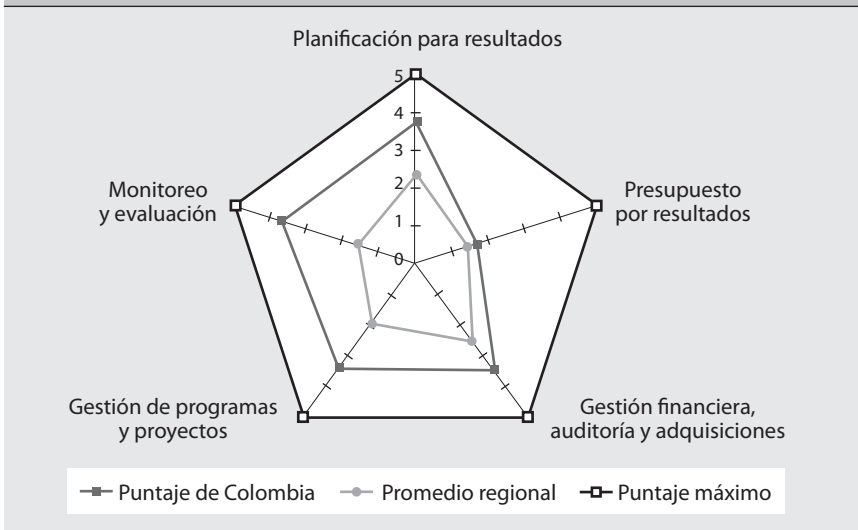 Planificación para resultados
5
4
3
2
1
0
Monitoreo
y evaluación
Presupuesto
por resultados
Gestión de programas
y proyectos
Gestión financiera,
auditoría y adquisiciones
Puntaje de Colombia
Promedio regional
Puntaje máximo